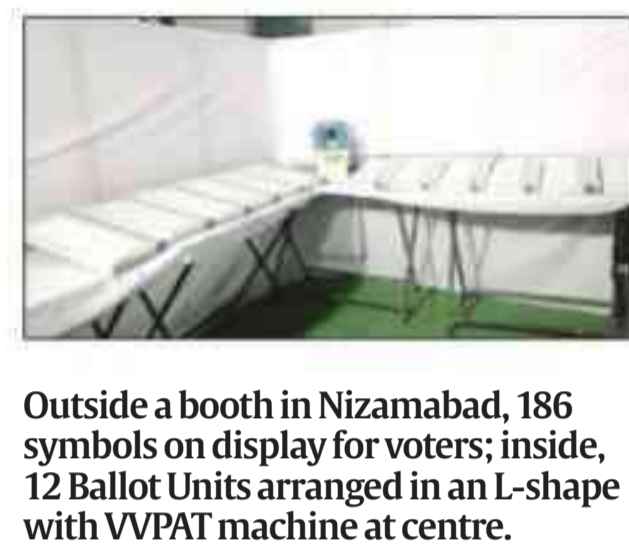 Outside a booth in Nizamabad, 186
symbols on display for voters; inside,
12 Ballot Units arranged in an L-shape
with VVPAT machine at centre.